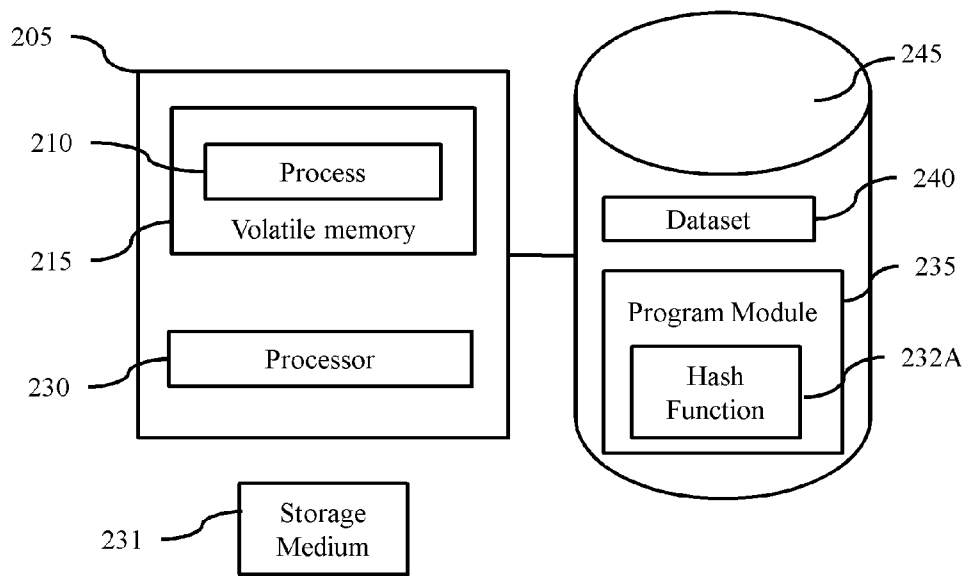 205
245
210
Process
240
Dataset
Volatile memory
215
235
Program Module
Processor
230
232A
Hash
Function
231
Storage
Medium